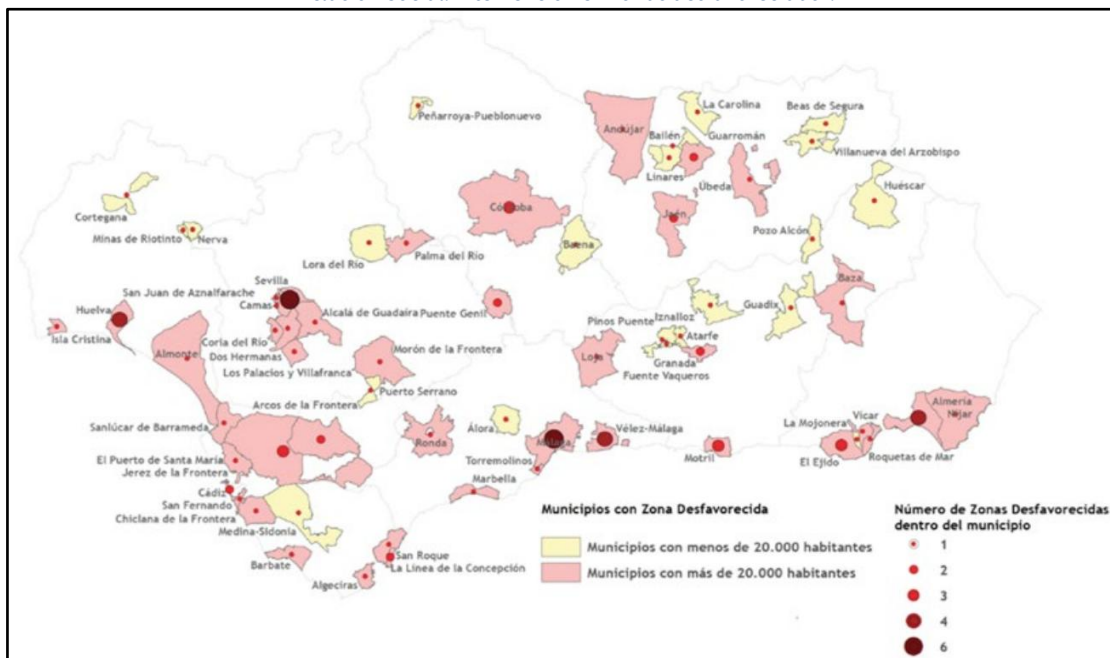 Peñarroya-Pueblonuevo
La Carolina
Beas de Segura
Andújar
Bailén
Guarromán
Villanueva del Arzobispo
Linares
Úbeda
Huéscar
Cortegana
Córdoba
Jaén
Minas de Riotinto
Nerva
Baena
Pozo Alcón
Lora del Río
Palma del Río
Sevilla
Baza
San Juan de Aznalfarache
Camas
Huelva
Alcalá de Guadaíra
Puente Genil
Iznalloz
Guadix
Pinos Puente
Atarfe
Isla Cristina
Coria del Río
Dos Hermanas
Morón de la Frontera
Loja
Granada
Almonte
Los Palacios y Villafranca
Fuente Vaqueros
Puerto Serrano
Arcos de la Frontera
Almería
Níjar
Sanlúcar de Barrameda
Álora
Vícar
La Mojonera
Ronda
Málaga
Vélez-Málaga
El Puerto de Santa María
Torremolinos
Motril
El Ejido
Roquetas de Mar
Jerez de la Frontera
Marbella
Cádiz
San Fernando
Chiclana de la Frontera
Medina-Sidonia
Barbate
San Roque
La Línea de la Concepción
Algeciras
Municipios con Zona Desfavorecida
Municipios con menos de 20.000 habitantes
Municipios con más de 20.000 habitantes
Número de Zonas Desfavorecidas
dentro del municipio
1
2
3
4
6